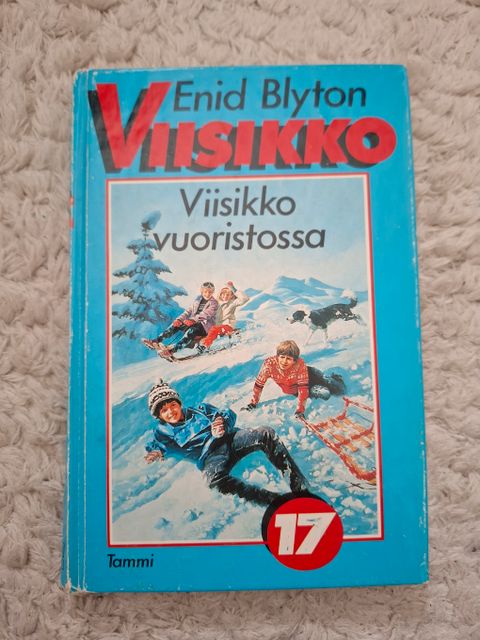 Enid Blyton
VIISIKKO
Viisikko
vuoristossa
17
Tammi